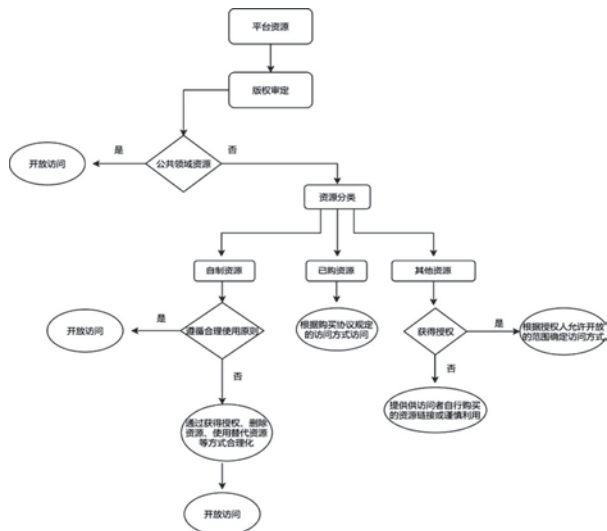 平台资源
版权审定
是
否
开放访问
公共领域资源
资源分类
自制资源
已购资源
其他资源
是
开放访问
遵循合理使用原则
根据购买协议规定
的访问方式访问
获得授权
是
根据授权人允许开放
的范围确定访问方式
否
否
通过获得授权、删除
资源、使用替代资源
等方式合理化
提供供访问者自行购买
的资源链接或谨慎利用
开放访问